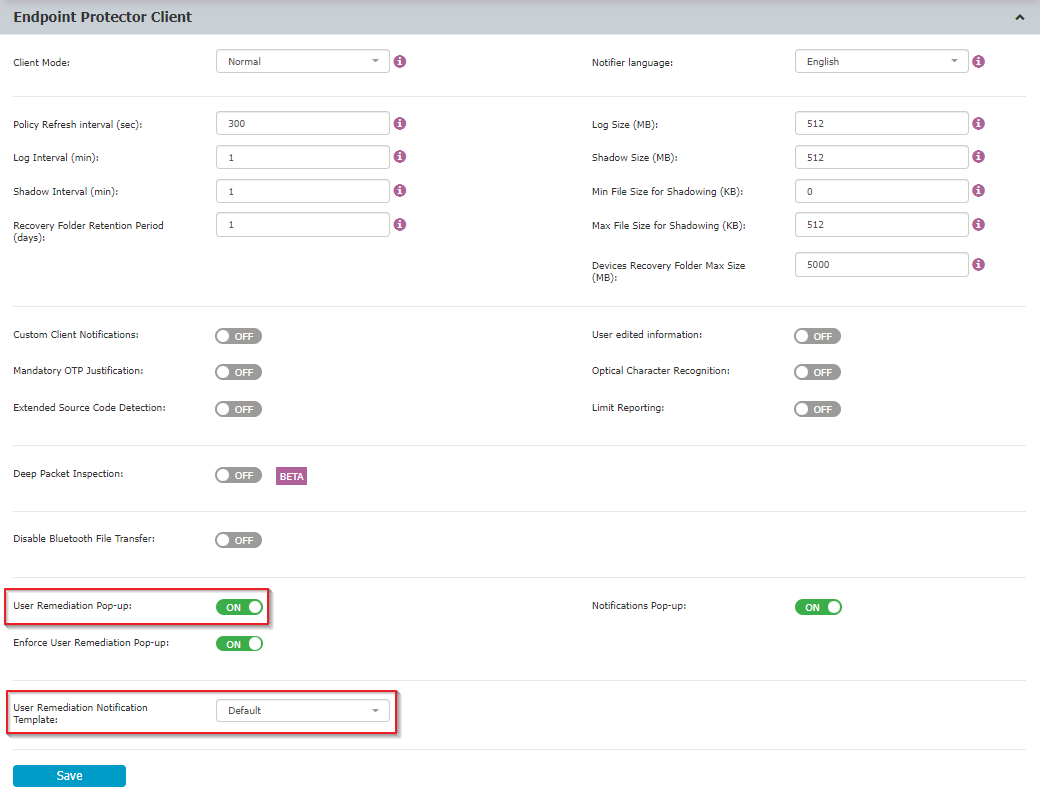 Endpoint Protector Client
Client Mode: Normal
Notifier language: English
Policy Refresh interval (sec): 300
Log Size (MB): 512
Log Interval (min): 1
Shadow Size (MB): 512
Shadow Interval (min): 1
Min File Size for Shadowing (KB): 0
Recovery Folder Retention Period
(days): 1
Max File Size for Shadowing (KB): 512
Devices Recovery Folder Max Size
(MB): 5000
Custom Client Notifications: OFF
User edited information: OFF
Mandatory OTP Justification: OFF
Optical Character Recognition: OFF
Extended Source Code Detection: OFF
Limit Reporting: OFF
Deep Packet Inspection: OFF BETA
Disable Bluetooth File Transfer: OFF
User Remediation Pop-up: ON
Notifications Pop-up: ON
Enforce User Remediation Pop-up: ON
User Remediation Notification
Template: Default
Save